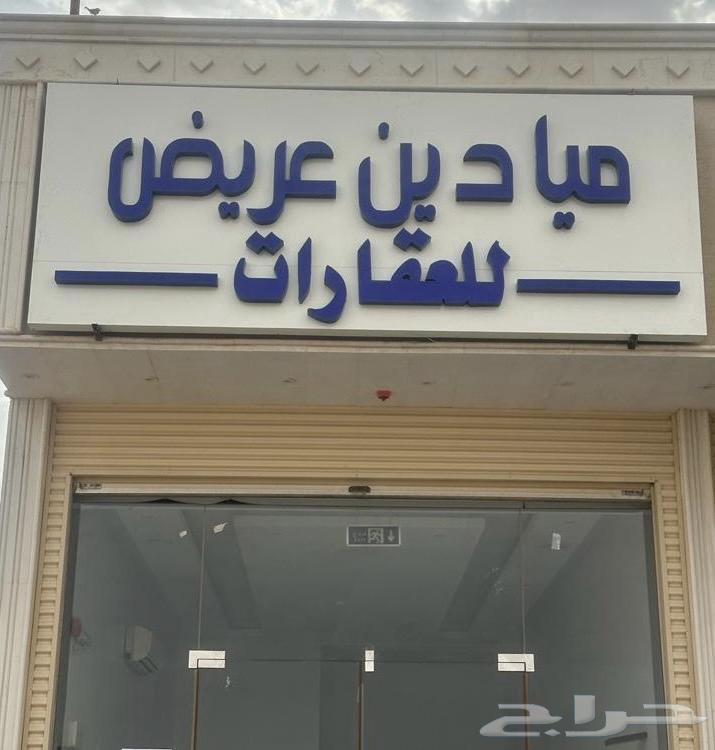 ميادين عريض
للعقارات
حراج